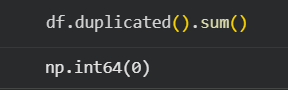 df.duplicated().sum()
np.int64(0)